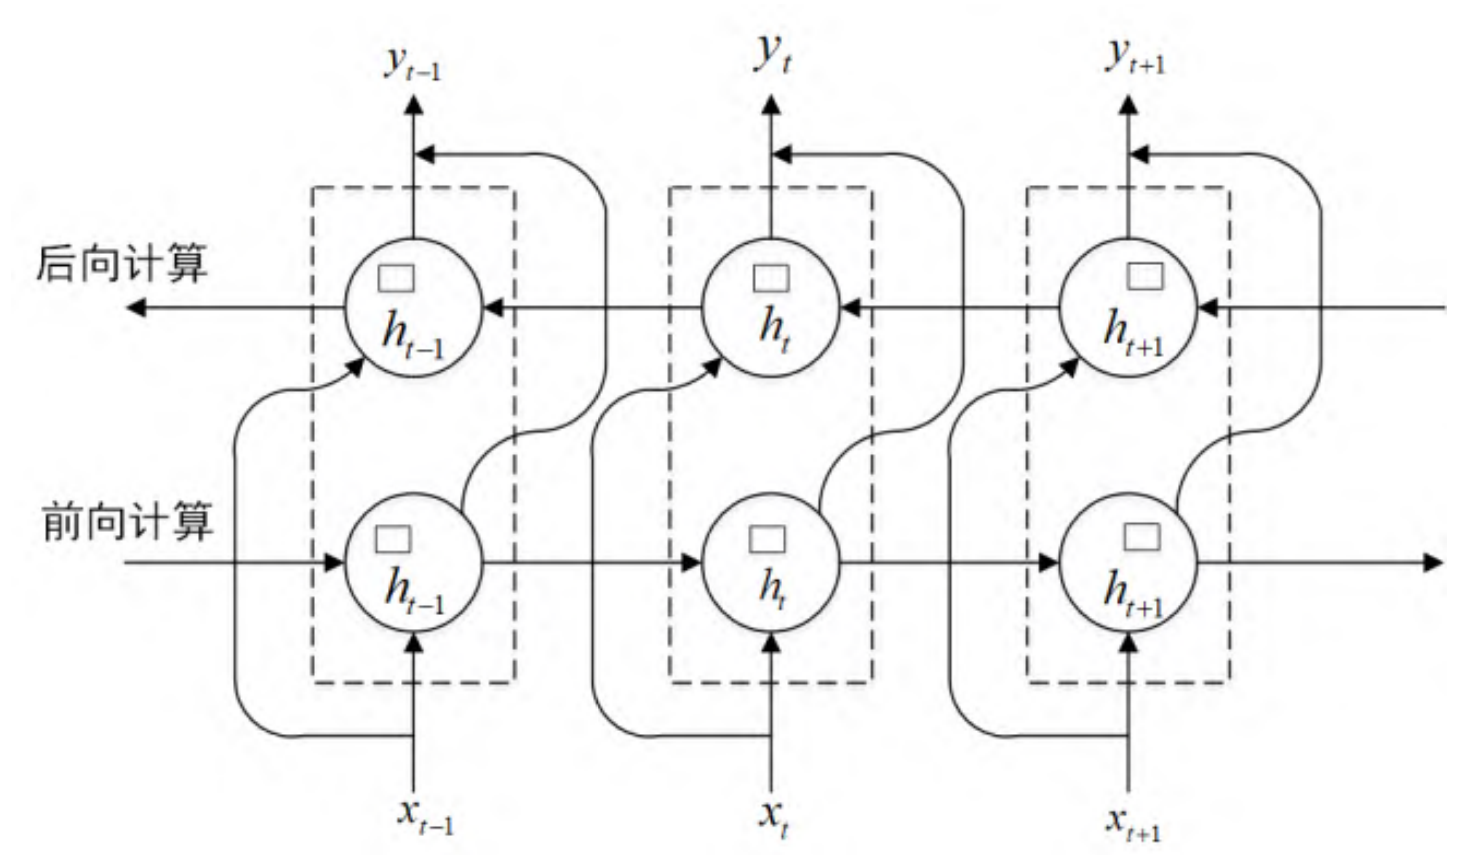 y_{t-1} y_t y_{t+1}
后向计算
h_{t-1} h_t h_{t+1}
前向计算
h_{t-1} h_t h_{t+1}
x_{t-1} x_t x_{t+1}